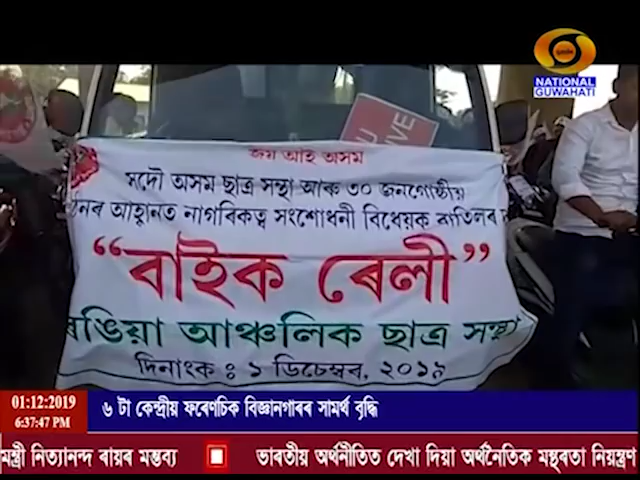 NATIONAL
GUWAHATI
জয় আই অসম
সদৌ অসম ছাত্ৰ সন্থা আৰু ৩০ জনগোষ্ঠীয়
আহ্বানত নাগৰিকত্ব সংশোধনী বিধেয়ক বাতিলৰ
“বাইক ৰেলী”
ৰঙিয়া আঞ্চলিক ছাত্ৰ সন্থা
দিনাংক : ১ ডিচেম্বৰ, ২০১৯
01:12:2019
6:37:47 PM
৬ টা কেন্দ্ৰীয় ফৰেণচিক বিজ্ঞানগাৰৰ সামৰ্থ বৃদ্ধি
মন্ত্ৰী নিত্যানন্দ ৰায়ৰ মন্তব্য
ভাৰতীয় অৰ্থনীতিত দেখা দিয়া অৰ্থনৈতিক মন্থৰতা নিয়ন্ত্ৰণ